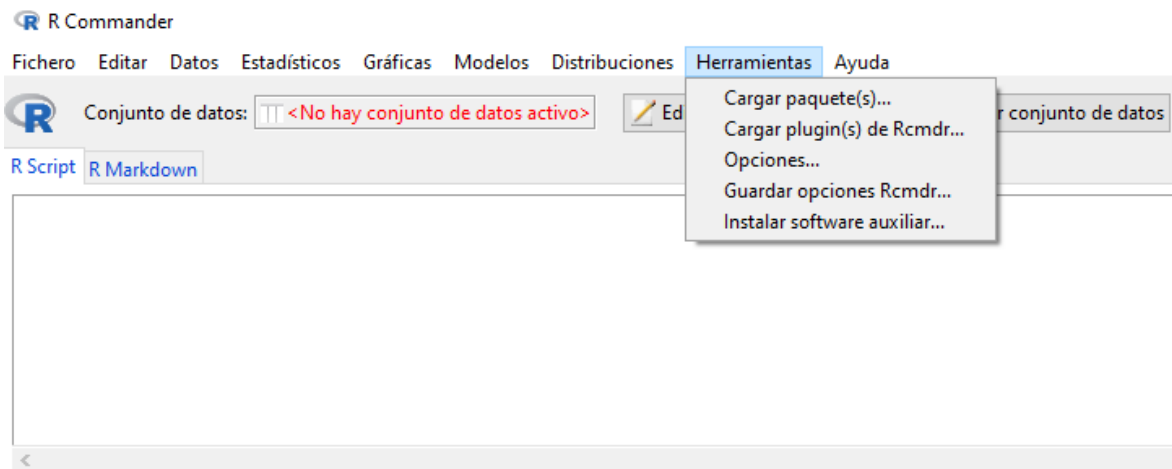 R Commander
Fichero Editar Datos Estadísticos Gráficas Modelos Distribuciones Herramientas Ayuda
R Conjunto de datos: <No hay conjunto de datos activo> Ed r conjunto de datos
Cargar paquete(s)...
Cargar plugin(s) de Rcmdr...
Opciones...
Guardar opciones Rcmdr...
Instalar software auxiliar...
R Script R Markdown